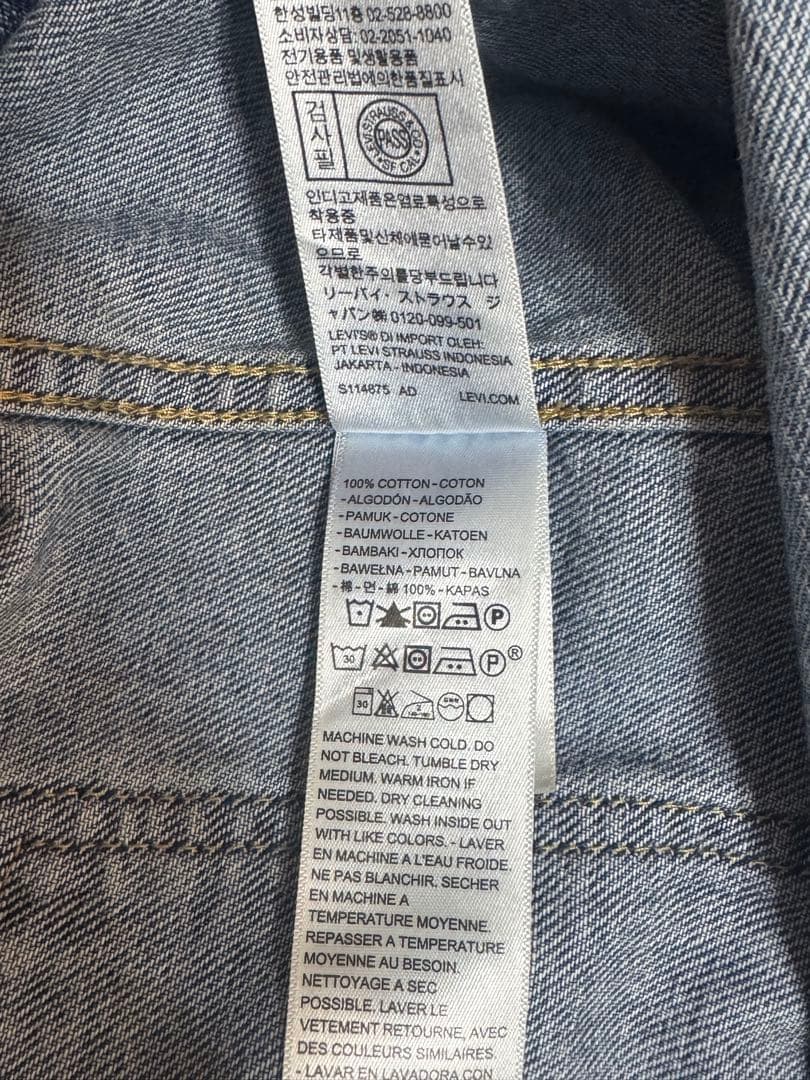 한성빌딩11층 02-528-8800
소비자상담: 02-2051-1040
전기용품 및생활용품
안전관리법에의한품질표시
검사필
LEVI STRAUSS & CO.
PASS
SF CAL
인디고제품은염료특성으로
착용중
타제품및신체에묻어날수있
으므로
각별한주의를당부드립니다
リーバイ・ストラウス ジ
ャパン㈱ 0120-099-501
LEVI'S® DI IMPORT OLEH:
PT LEVI STRAUSS INDONESIA
JAKARTA - INDONESIA
S114675 AD LEVI.COM
100% COTTON - COTON
- ALGODÓN - ALGODÃO
- PAMUK - COTONE
- BAUMWOLLE - KATOEN
- BAMBAKI - ХЛОПОК
- BAWEŁNA - PAMUT - BAVLNA
- 棉 - 면 - 綿 100% - KAPAS
P
30 P ®
30
MACHINE WASH COLD. DO
NOT BLEACH. TUMBLE DRY
MEDIUM. WARM IRON IF
NEEDED. DRY CLEANING
POSSIBLE. WASH INSIDE OUT
WITH LIKE COLORS. - LAVER
EN MACHINE A L'EAU FROIDE.
NE PAS BLANCHIR. SECHER
EN MACHINE A
TEMPERATURE MOYENNE.
REPASSER A TEMPERATURE
MOYENNE AU BESOIN.
NETTOYAGE A SEC
POSSIBLE. LAVER LE
VETEMENT RETOURNE, AVEC
DES COULEURS SIMILAIRES.
- LAVAR EN LAVADORA CON